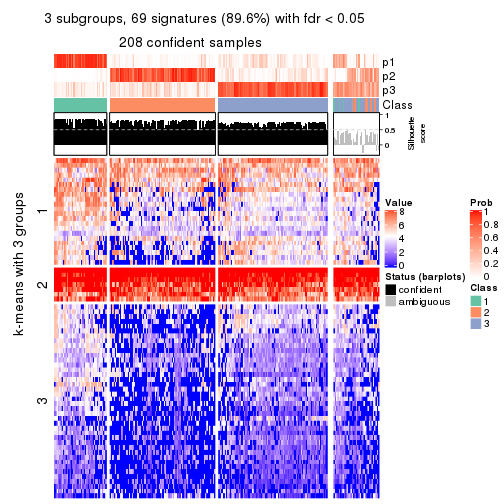 3 subgroups, 69 signatures (89.6%) with fdr < 0.05
208 confident samples
p1
p2
p3
Class
1
0.5
0
Silhouette
score
k-means with 3 groups
1
2
3
Value
8
6
4
2
0
Status (barplots)
confident
ambiguous
Prob
1
0.8
0.6
0.4
0.2
0
Class
1
2
3